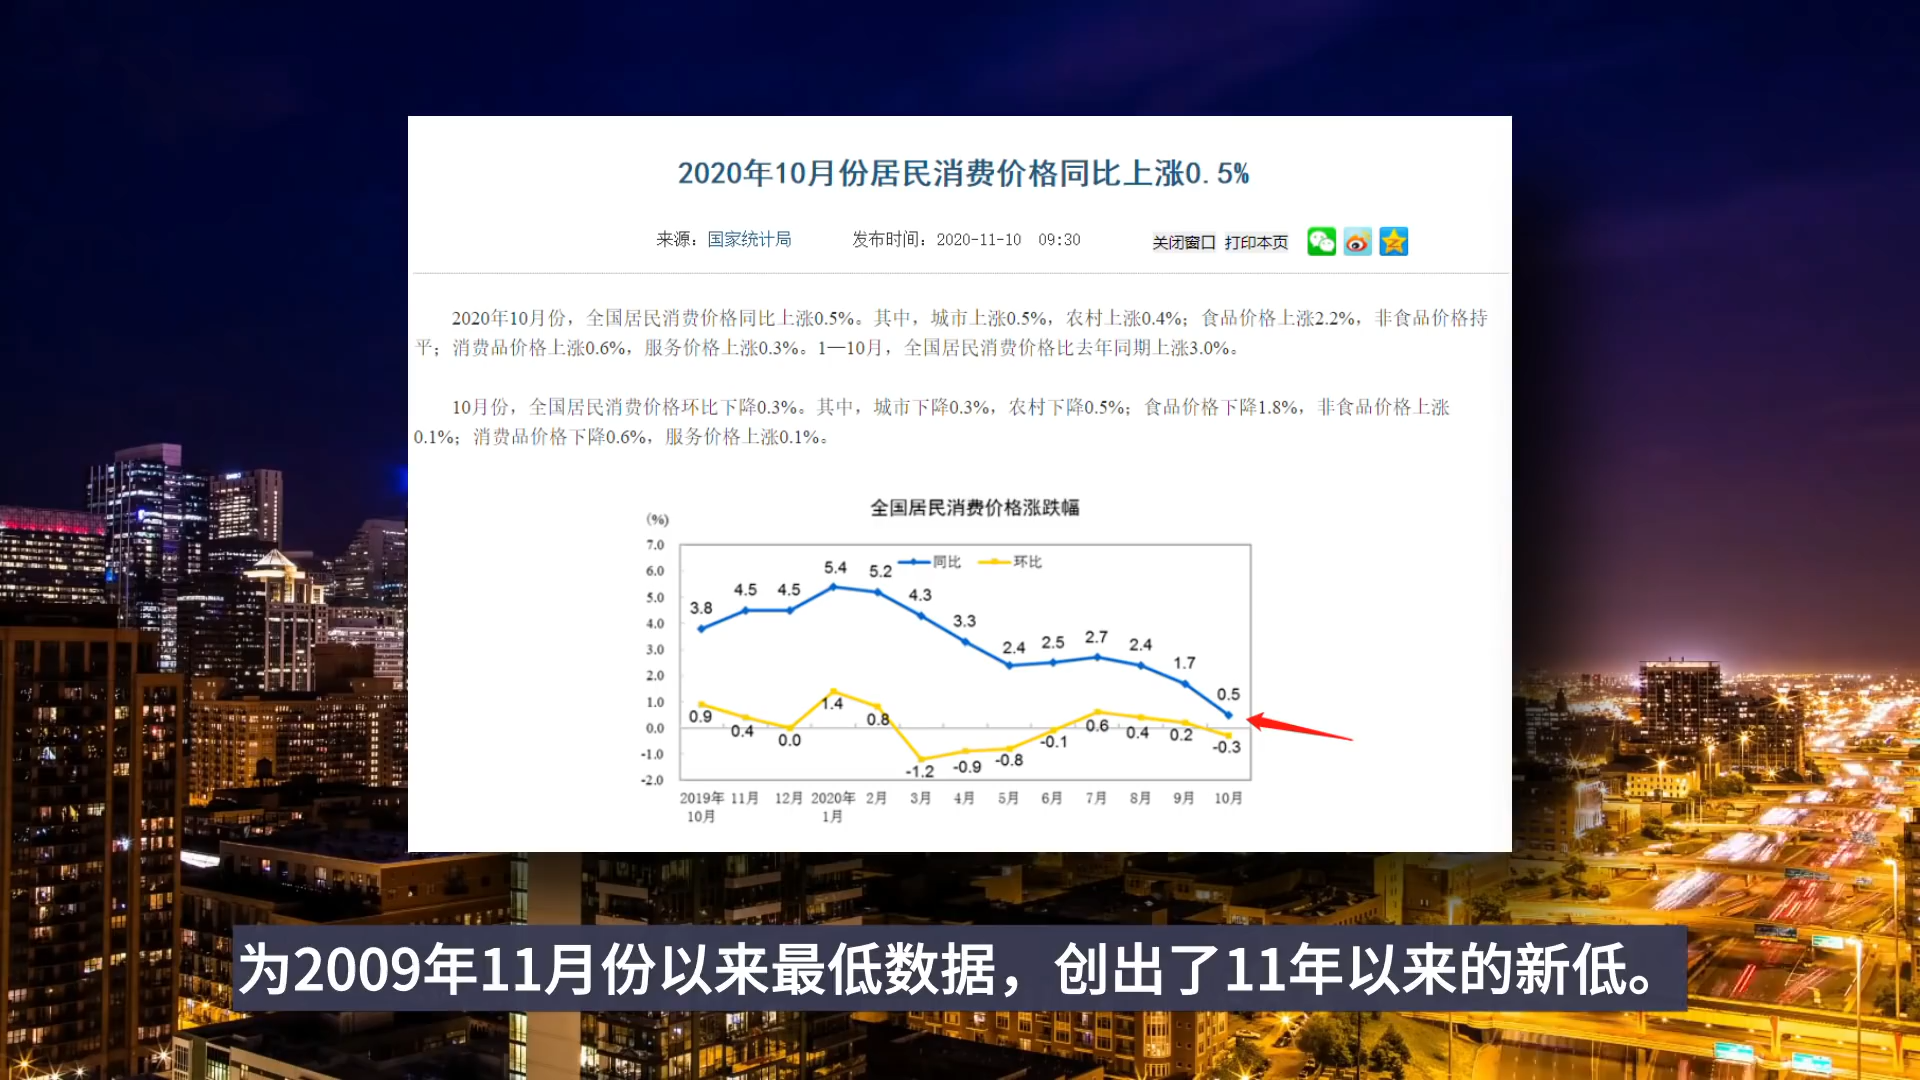 2020年10月份居民消费价格同比上涨0.5%
来源：国家统计局 发布时间：2020-11-10 09:30 关闭窗口 打印本页
2020年10月份，全国居民消费价格同比上涨0.5%。其中，城市上涨0.5%，农村上涨0.4%；食品价格上涨2.2%，非食品价格持
平；消费品价格上涨0.6%，服务价格上涨0.3%。1—10月，全国居民消费价格比去年同期上涨3.0%。
10月份，全国居民消费价格环比下降0.3%。其中，城市下降0.3%，农村下降0.5%；食品价格下降1.8%，非食品价格上涨
0.1%；消费品价格下降0.6%，服务价格上涨0.1%。
全国居民消费价格涨跌幅
(%)
同比 环比
7.0
6.0
5.0
4.0
3.0
2.0
1.0
0.0
-1.0
-2.0
3.8 4.5 4.5 5.4 5.2 4.3 3.3 2.4 2.5 2.7 2.4 1.7 0.5
0.9 0.4 0.0 1.4 0.8 -1.2 -0.9 -0.8 -0.1 0.6 0.4 0.2 -0.3
2019年 11月 12月 2020年 2月 3月 4月 5月 6月 7月 8月 9月 10月
10月 1月
为2009年11月份以来最低数据，创出了11年以来的新低。